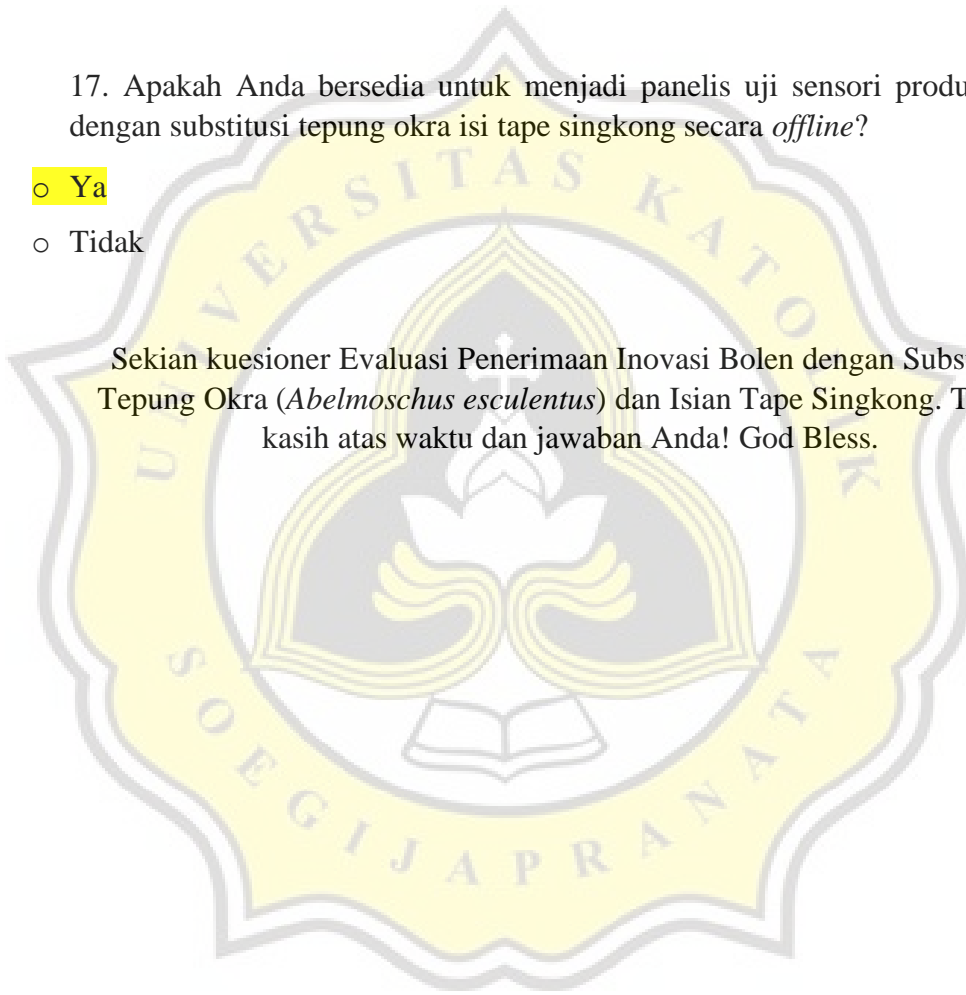 17. Apakah Anda bersedia untuk menjadi panelis uji sensori produ
dengan substitusi tepung okra isi tape singkong secara offline?
o Ya
o Tidak
Sekian kuesioner Evaluasi Penerimaan Inovasi Bolen dengan Subs
Tepung Okra (Abelmoschus esculentus) dan Isian Tape Singkong. T
kasih atas waktu dan jawaban Anda! God Bless.
UNIVERSITAS KATOLIK
SOEGIJAPRANATA